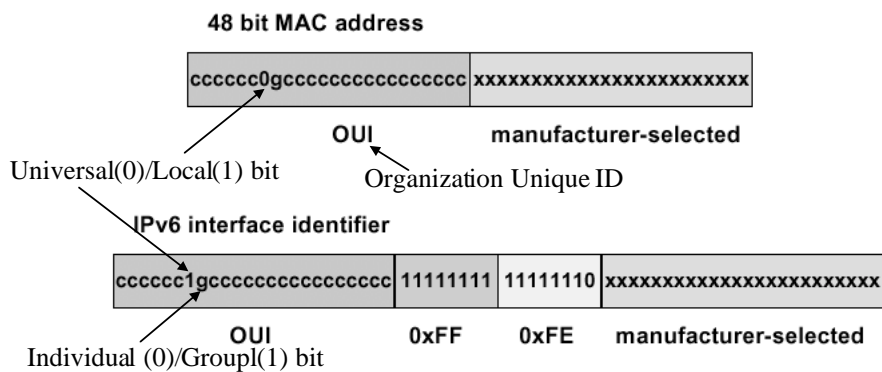 48 bit MAC address
cccccc0gcccccccccccccccc xxxxxxxxxxxxxxxxxxxxxxxx
OUI manufacturer-selected
Universal(0)/Local(1) bit Organization Unique ID
IPv6 interface identifier
cccccc1gcccccccccccccccc 11111111 11111110 xxxxxxxxxxxxxxxxxxxxxxxx
OUI 0xFF 0xFE manufacturer-selected
Individual (0)/Groupl(1) bit